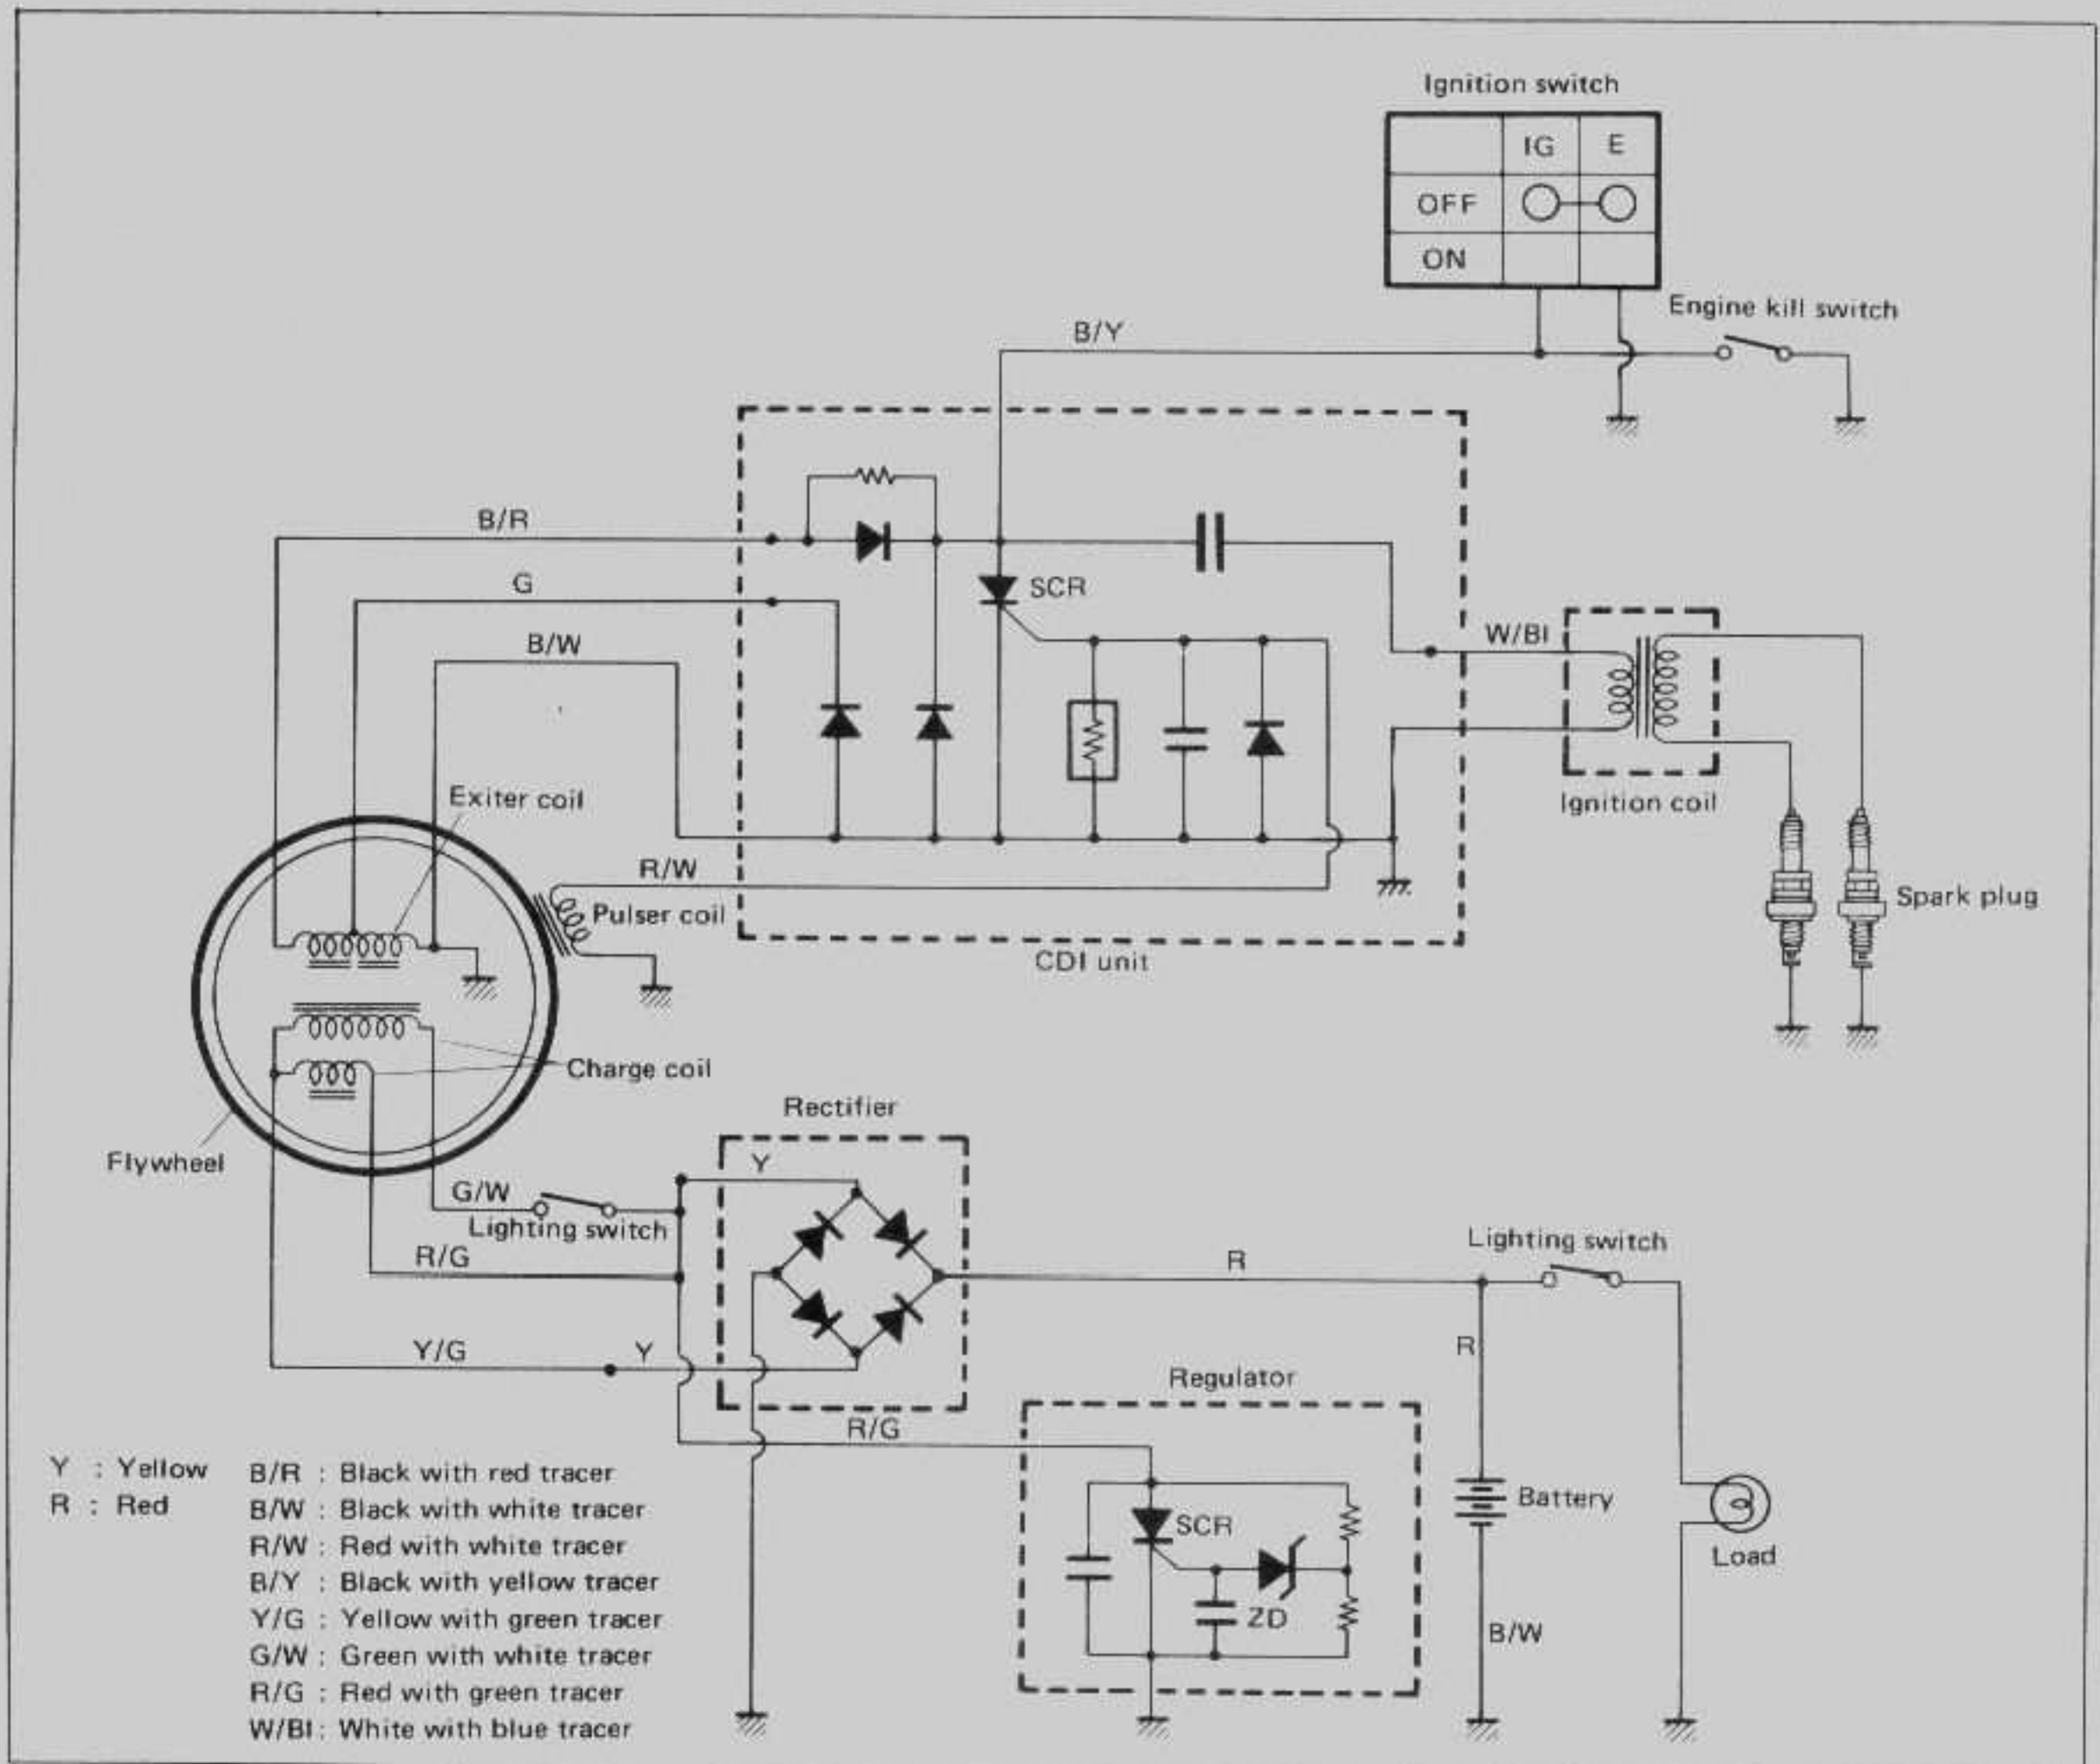 Ignition switch
IG E
OFF
ON
Engine kill switch
B/Y
B/R
G
B/W
SCR
W/Bl
Exiter coil
Ignition coil
R/W
Pulser coil
Spark plug
CDI unit
Charge coil
Rectifier
Flywheel
Y
G/W
Lighting switch
R/G
R
Lighting switch
Y/G
Y
R
Regulator
R/G
Y : Yellow
R : Red
B/R : Black with red tracer
B/W : Black with white tracer
R/W : Red with white tracer
B/Y : Black with yellow tracer
Y/G : Yellow with green tracer
G/W : Green with white tracer
R/G : Red with green tracer
W/Bl : White with blue tracer
SCR
ZD
Battery
Load
B/W